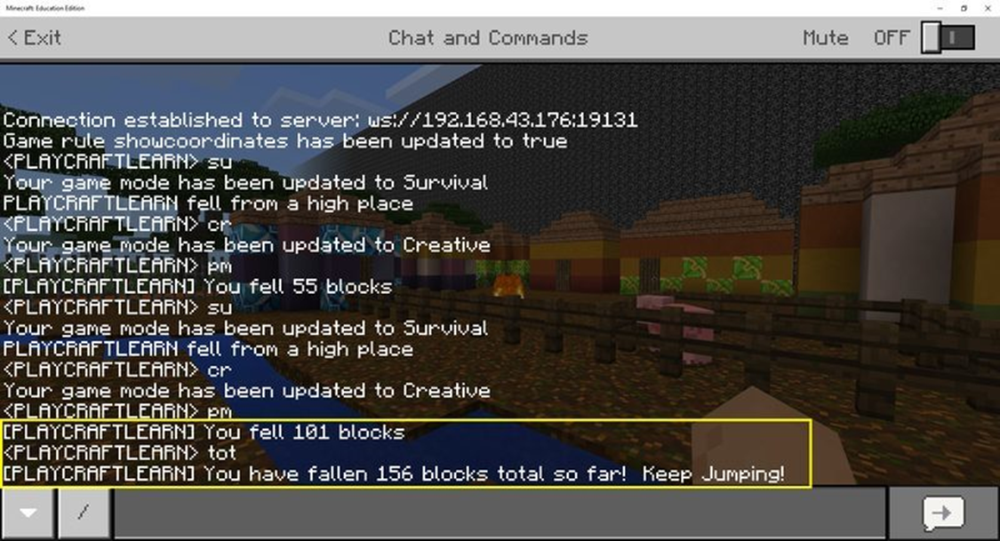 Minecraft: Education Edition
< Exit
Chat and Commands
Mute OFF
Connection established to server: ws://192.168.43.176:19131
Game rule showcoordinates has been updated to true
<PLAYCRAFTLEARN> su
Your game mode has been updated to Survival
PLAYCRAFTLEARN fell from a high place
<PLAYCRAFTLEARN> cr
Your game mode has been updated to Creative
<PLAYCRAFTLEARN> pm
[PLAYCRAFTLEARN] You fell 55 blocks
<PLAYCRAFTLEARN> su
Your game mode has been updated to Survival
PLAYCRAFTLEARN fell from a high place
<PLAYCRAFTLEARN> cr
Your game mode has been updated to Creative
<PLAYCRAFTLEARN> pm
[PLAYCRAFTLEARN] You fell 101 blocks
<PLAYCRAFTLEARN> tot
[PLAYCRAFTLEARN] You have fallen 156 blocks total so far!  Keep Jumping!
/